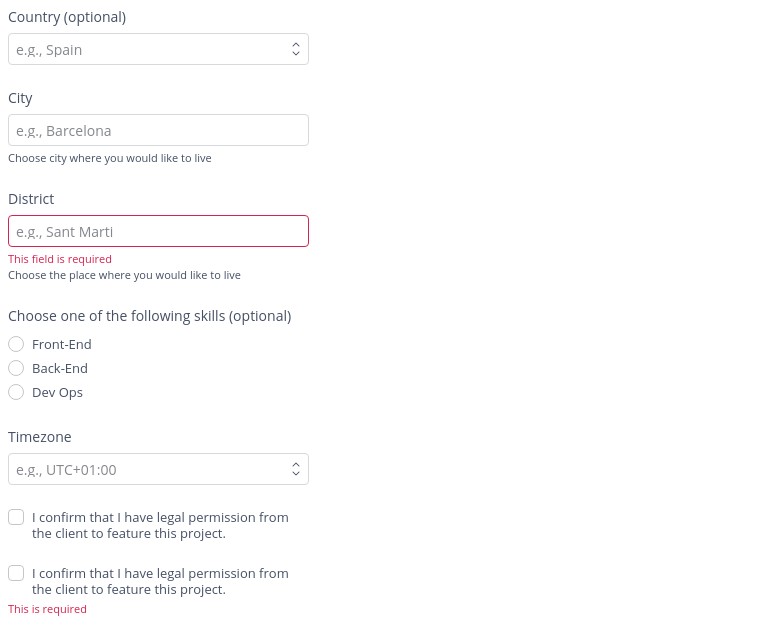 Country (optional)
e.g., Spain
City
e.g., Barcelona
Choose city where you would like to live
District
e.g., Sant Marti
This field is required
Choose the place where you would like to live
Choose one of the following skills (optional)
Front-End
Back-End
Dev Ops
Timezone
e.g., UTC+01:00
I confirm that I have legal permission from
the client to feature this project.
I confirm that I have legal permission from
the client to feature this project.
This is required